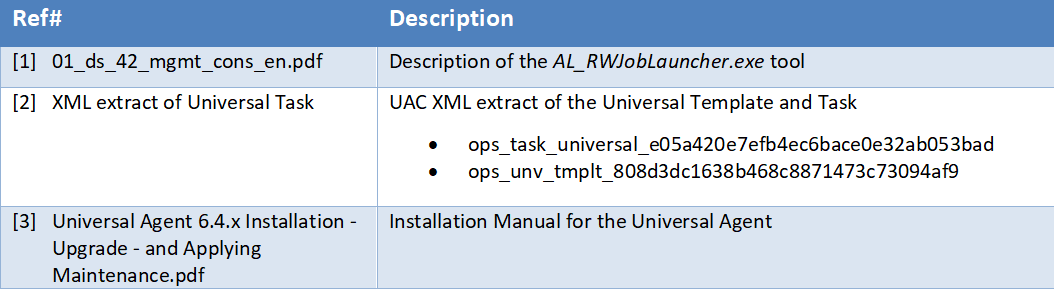 Ref# Description
[1] 01_ds_42_mgmt_cons_en.pdf Description of the AL_RWJobLauncher.exe tool
[2] XML extract of Universal Task UAC XML extract of the Universal Template and Task
• ops_task_universal_e05a420e7efb4ec6bace0e32ab053bad
• ops_unv_tmplt_808d3dc1638b468c8871473c73094af9
[3] Universal Agent 6.4.x Installation - Installation Manual for the Universal Agent
Upgrade - and Applying
Maintenance.pdf